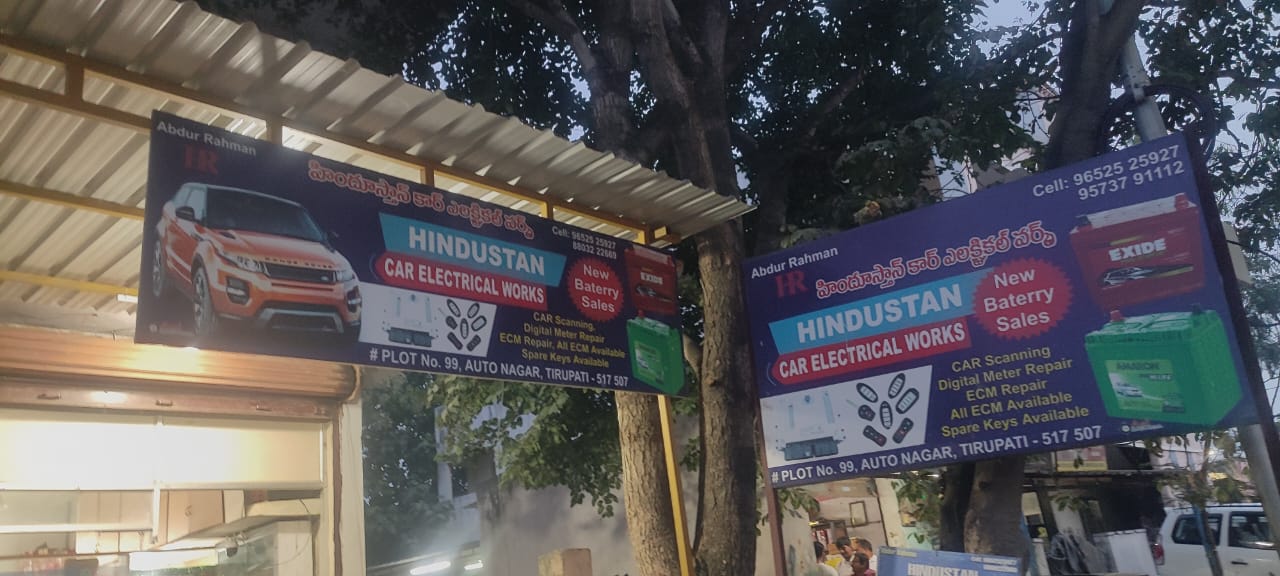 Abdur Rahman
HR
హిందూస్తాన్ కార్ ఎలక్ట్రికల్ వర్క్స్
Cell: 96525 25927
88032 22669
HINDUSTAN
CAR ELECTRICAL WORKS
New
Baterry
Sales
EXIDE
CAR Scanning,
Digital Meter Repair
ECM Repair, All ECM Available
Spare Keys Available
# PLOT No. 99, AUTO NAGAR, TIRUPATI - 517 507
Cell: 96525 25927
95737 91112
Abdur Rahman
HR
హిందూస్తాన్ కార్ ఎలక్ట్రికల్ వర్క్స్
HINDUSTAN
CAR ELECTRICAL WORKS
New
Baterry
Sales
EXIDE
AMARON
CAR Scanning
Digital Meter Repair
ECM Repair
All ECM Available
Spare Keys Available
# PLOT No. 99, AUTO NAGAR, TIRUPATI - 517 507
HINDUSTAN